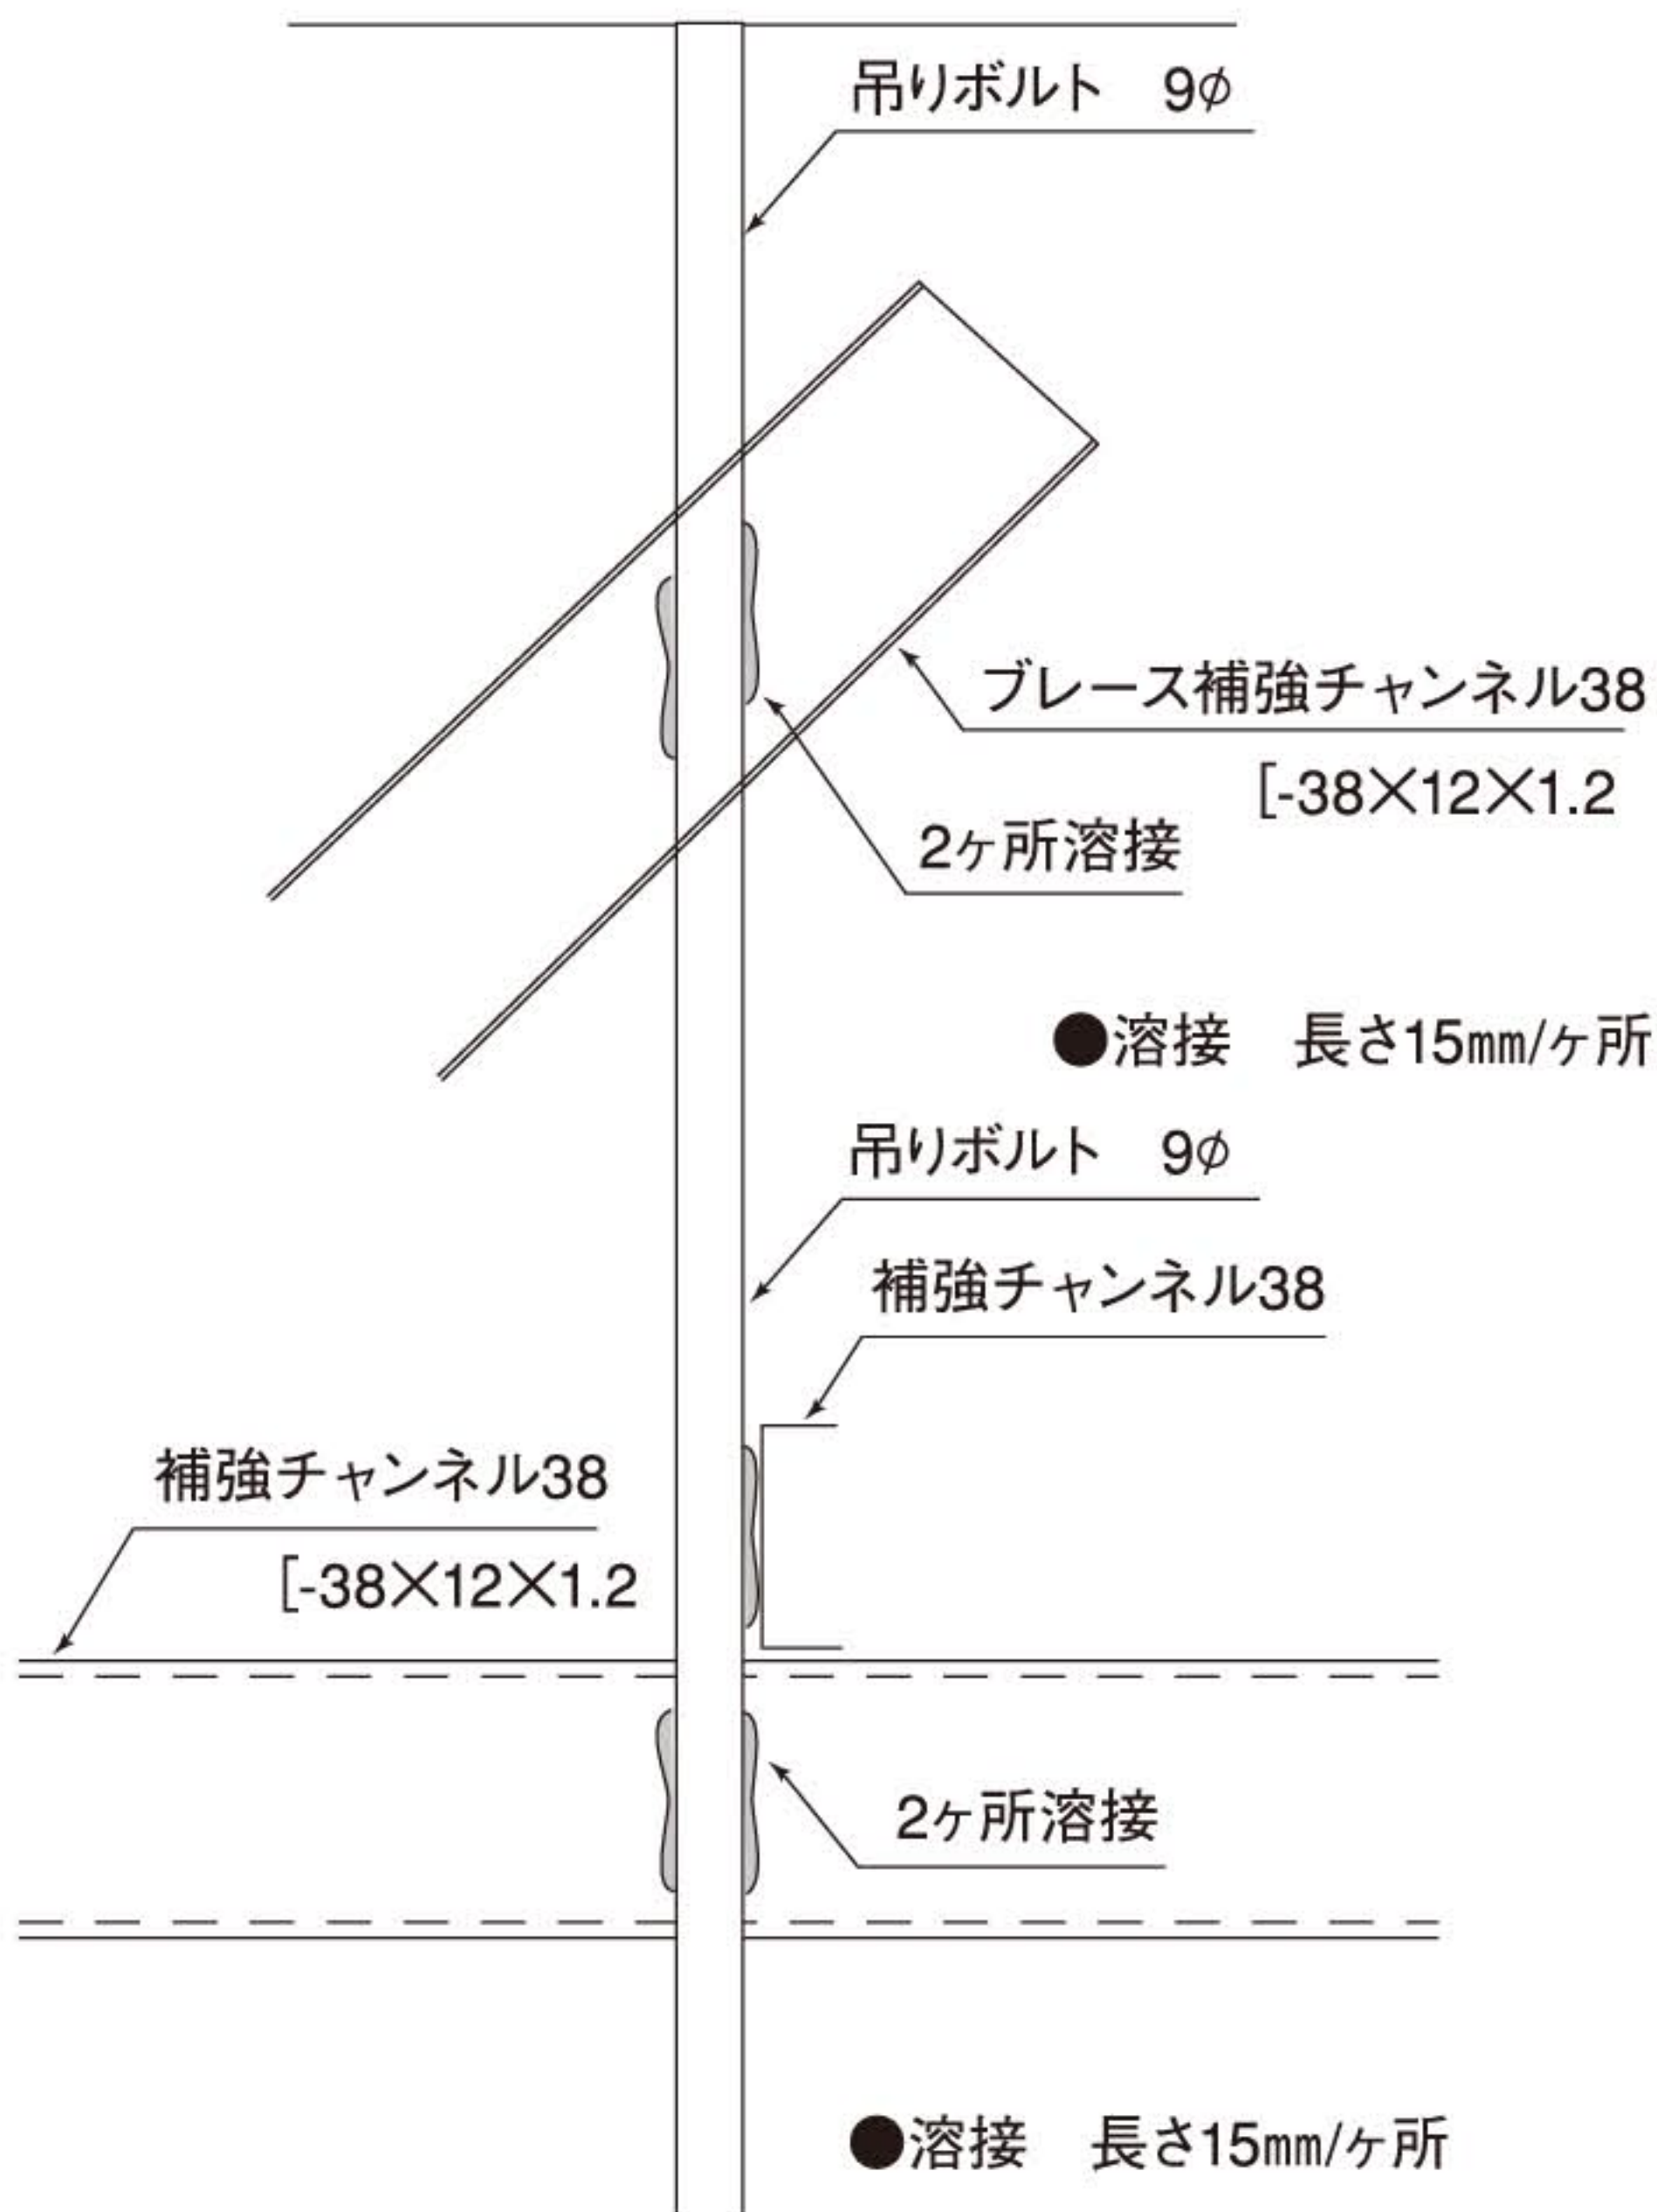 吊りボルト　9φ
ブレース補強チャンネル38
[-38×12×1.2
2ヶ所溶接
●溶接　長さ15㎜/ヶ所
吊りボルト　9φ
補強チャンネル38
補強チャンネル38
[-38×12×1.2
2ヶ所溶接
●溶接　長さ15㎜/ヶ所